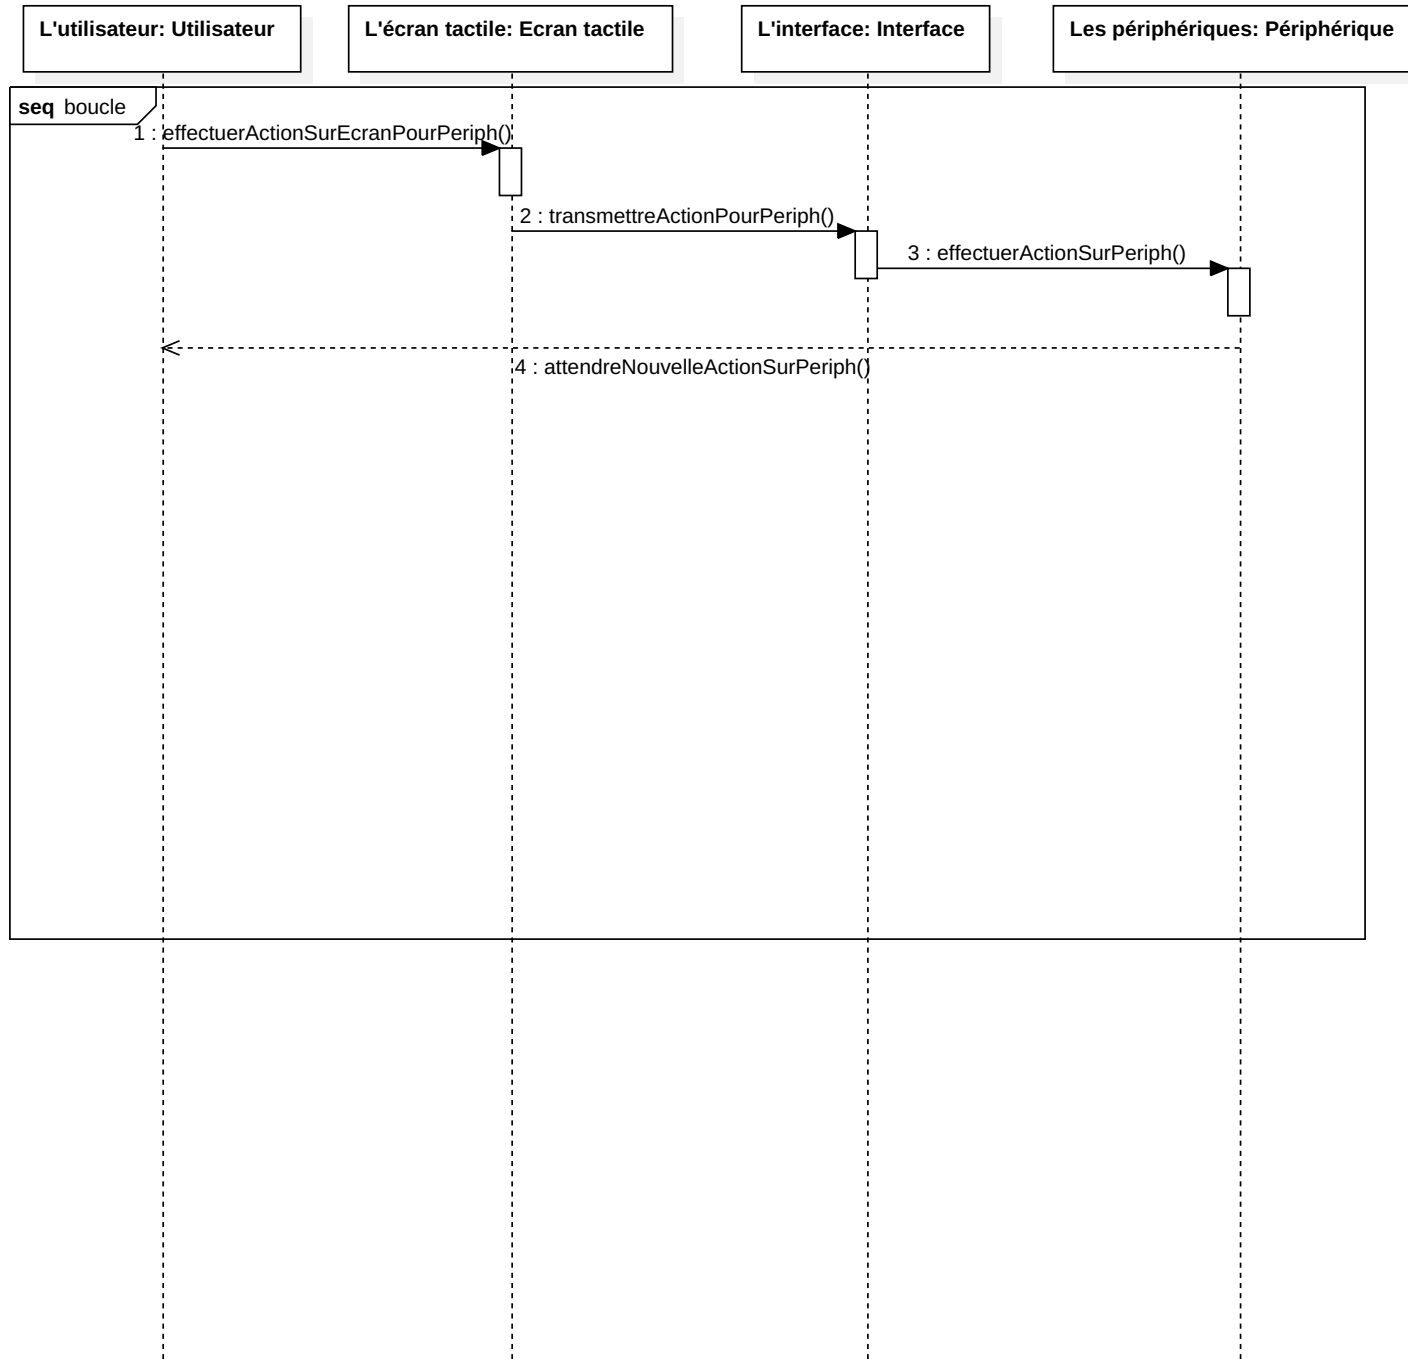 L'utilisateur: Utilisateur
L'écran tactile: Ecran tactile
L'interface: Interface
Les périphériques: Périphérique
seq boucle
1 : effectuerActionSurEcranPourPeriph()
2 : transmettreActionPourPeriph()
3 : effectuerActionSurPeriph()
4 : attendreNouvelleActionSurPeriph()